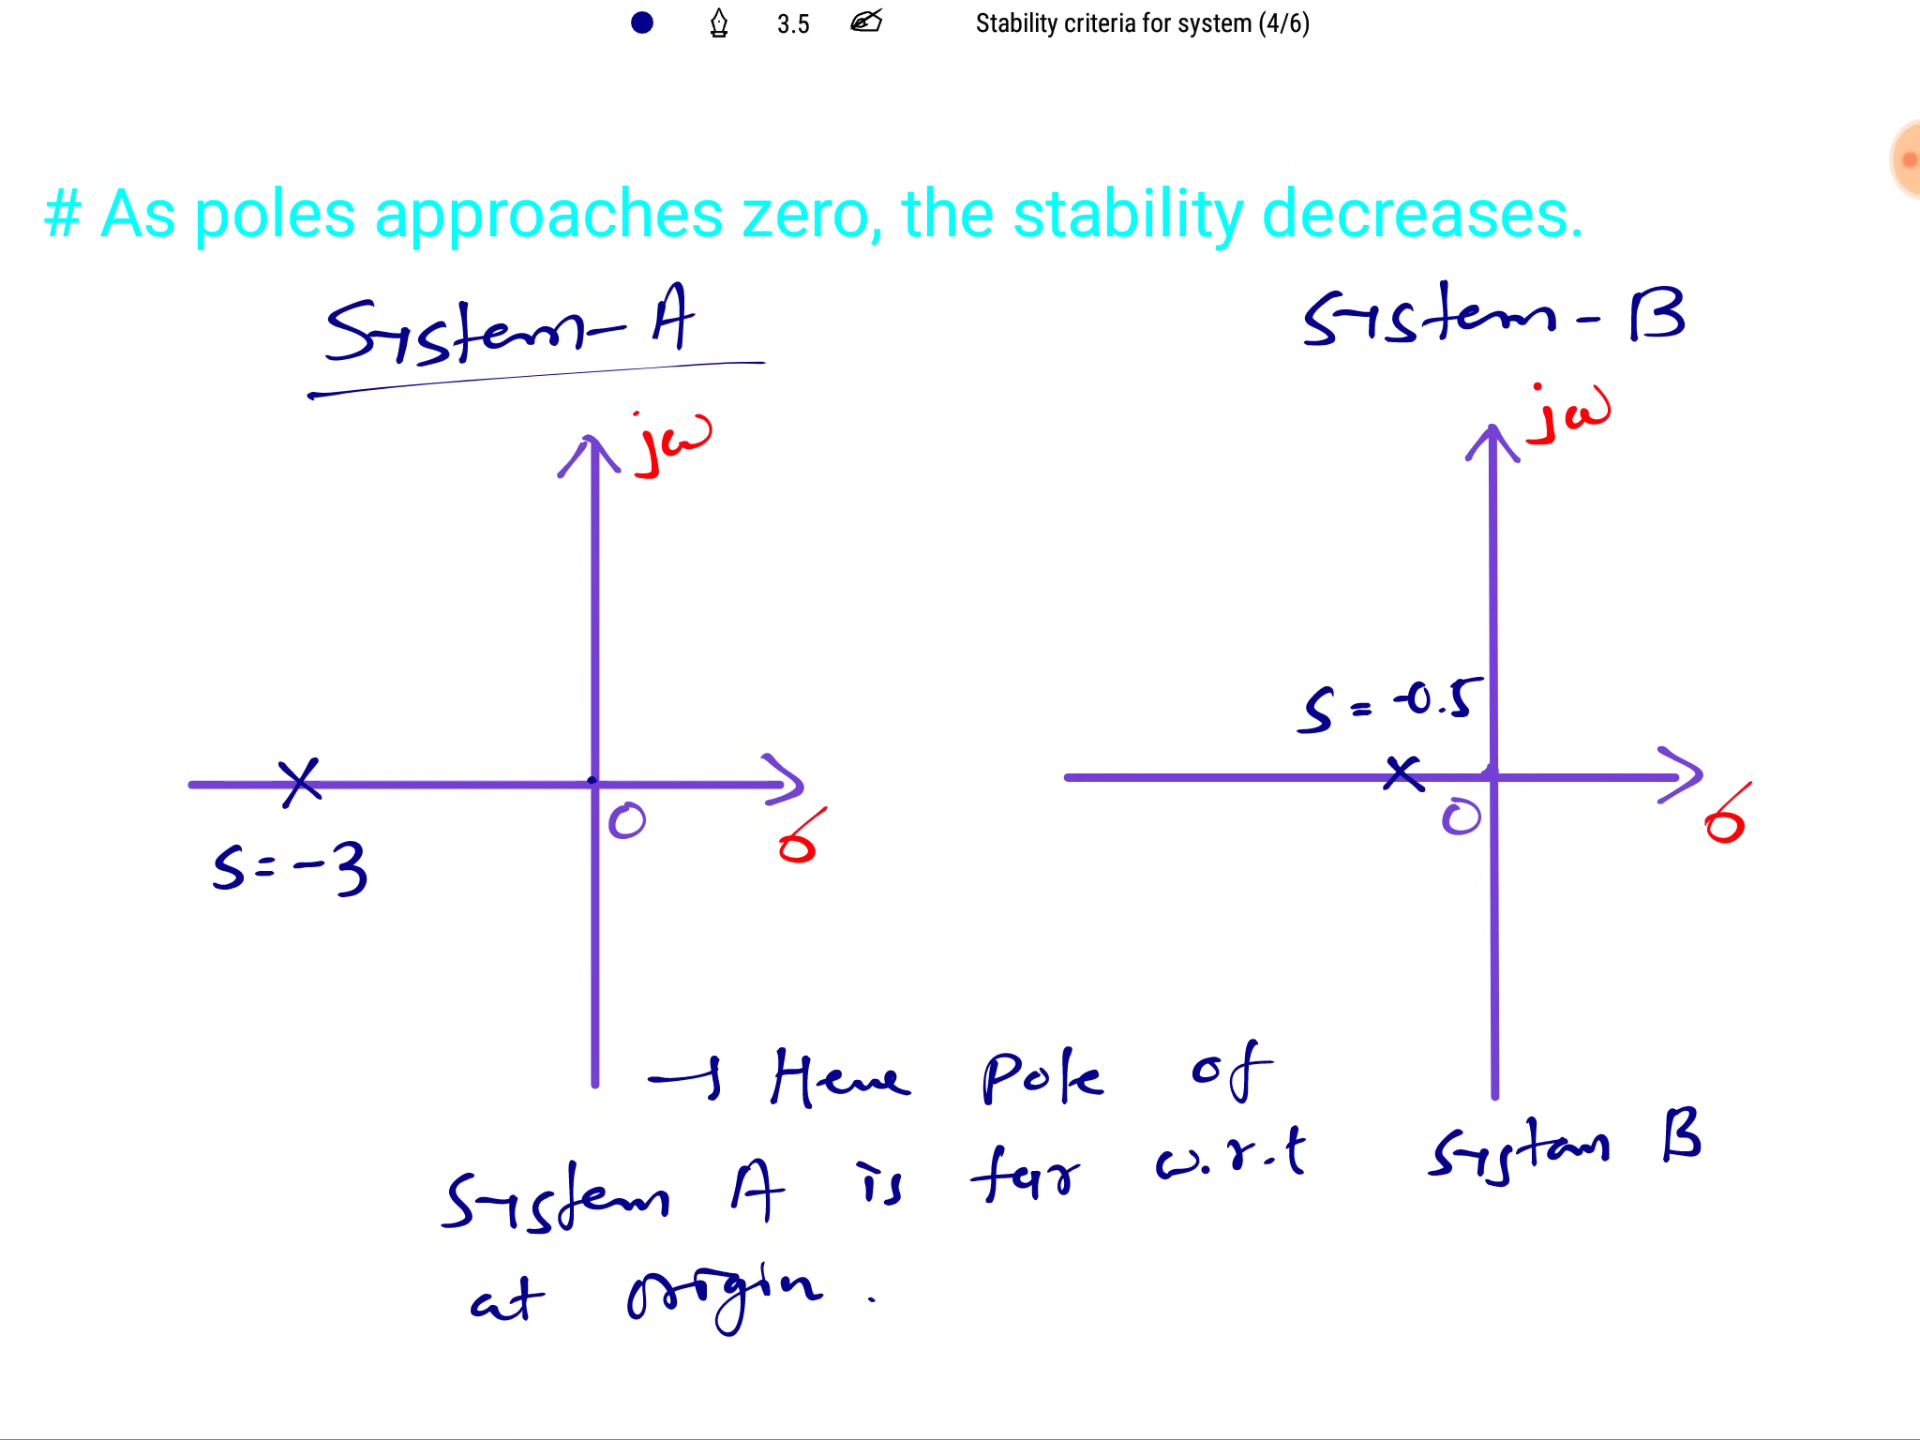 3.5 Stability criteria for system (4/6)
# As poles approaches zero, the stability decreases.
System-A
System-B
jω
jω
S = -0.5
0
σ
0
σ
S = -3
→ Here Pole of
System A is far w.r.t System B
at origin.